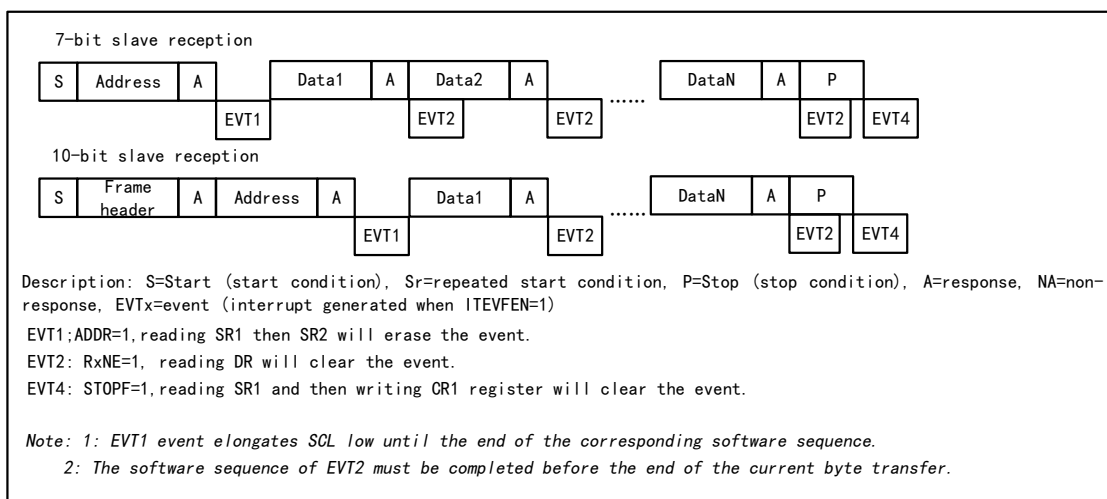 7-bit slave reception
S Address A Data1 A Data2 A ...... DataN A P
EVT1 EVT2 EVT2 EVT2 EVT4
10-bit slave reception
S Frame header A Address A Data1 A ...... DataN A P
EVT1 EVT2 EVT2 EVT4
Description: S=Start (start condition), Sr=repeated start condition, P=Stop (stop condition), A=response, NA=non-
response, EVTx=event (interrupt generated when ITEVFEN=1)
EVT1;ADDR=1,reading SR1 then SR2 will erase the event.
EVT2: RxNE=1, reading DR will clear the event.
EVT4: STOPF=1,reading SR1 and then writing CR1 register will clear the event.
Note: 1: EVT1 event elongates SCL low until the end of the corresponding software sequence.
2: The software sequence of EVT2 must be completed before the end of the current byte transfer.